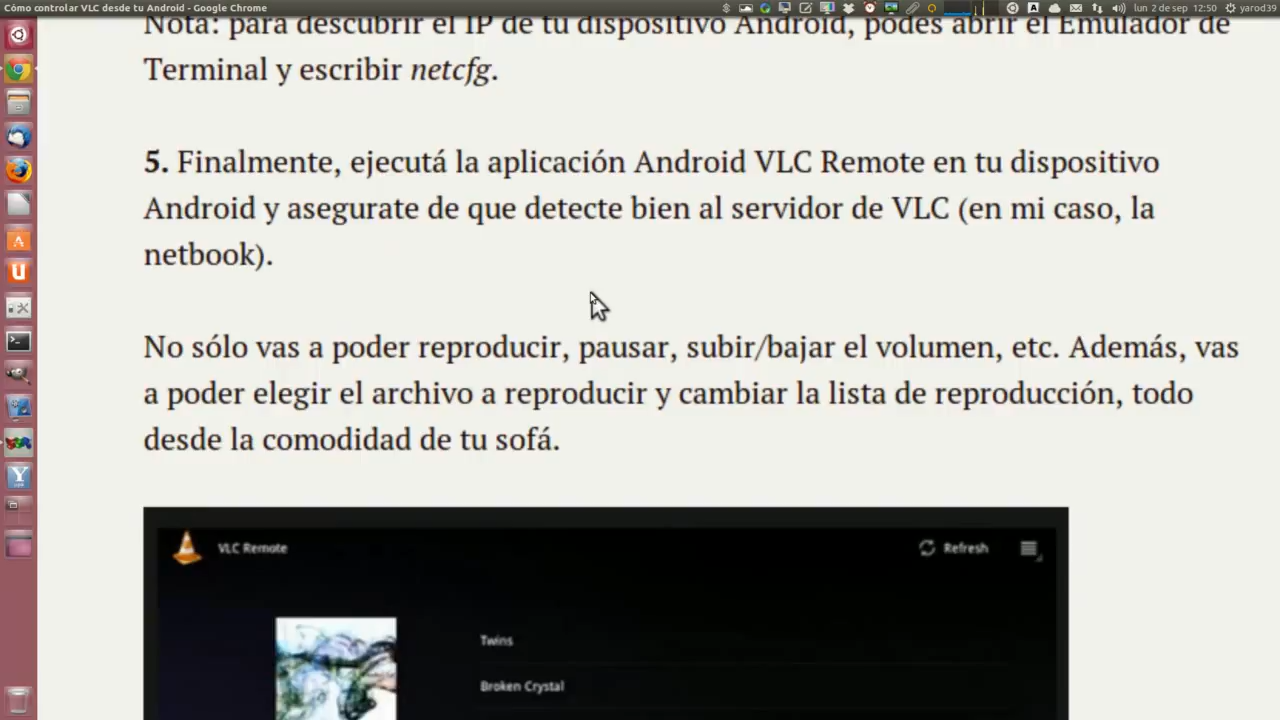 Cómo controlar VLC desde tu Android - Google Chrome
lun 2 de sep 12:50 yarod39
Nota: para descubrir el IP de tu dispositivo Android, podés abrir el Emulador de
Terminal y escribir netcfg.
5. Finalmente, ejecutá la aplicación Android VLC Remote en tu dispositivo
Android y asegurate de que detecte bien al servidor de VLC (en mi caso, la
netbook).
No sólo vas a poder reproducir, pausar, subir/bajar el volumen, etc. Además, vas
a poder elegir el archivo a reproducir y cambiar la lista de reproducción, todo
desde la comodidad de tu sofá.
VLC Remote
Refresh
Twins
Broken Crystal